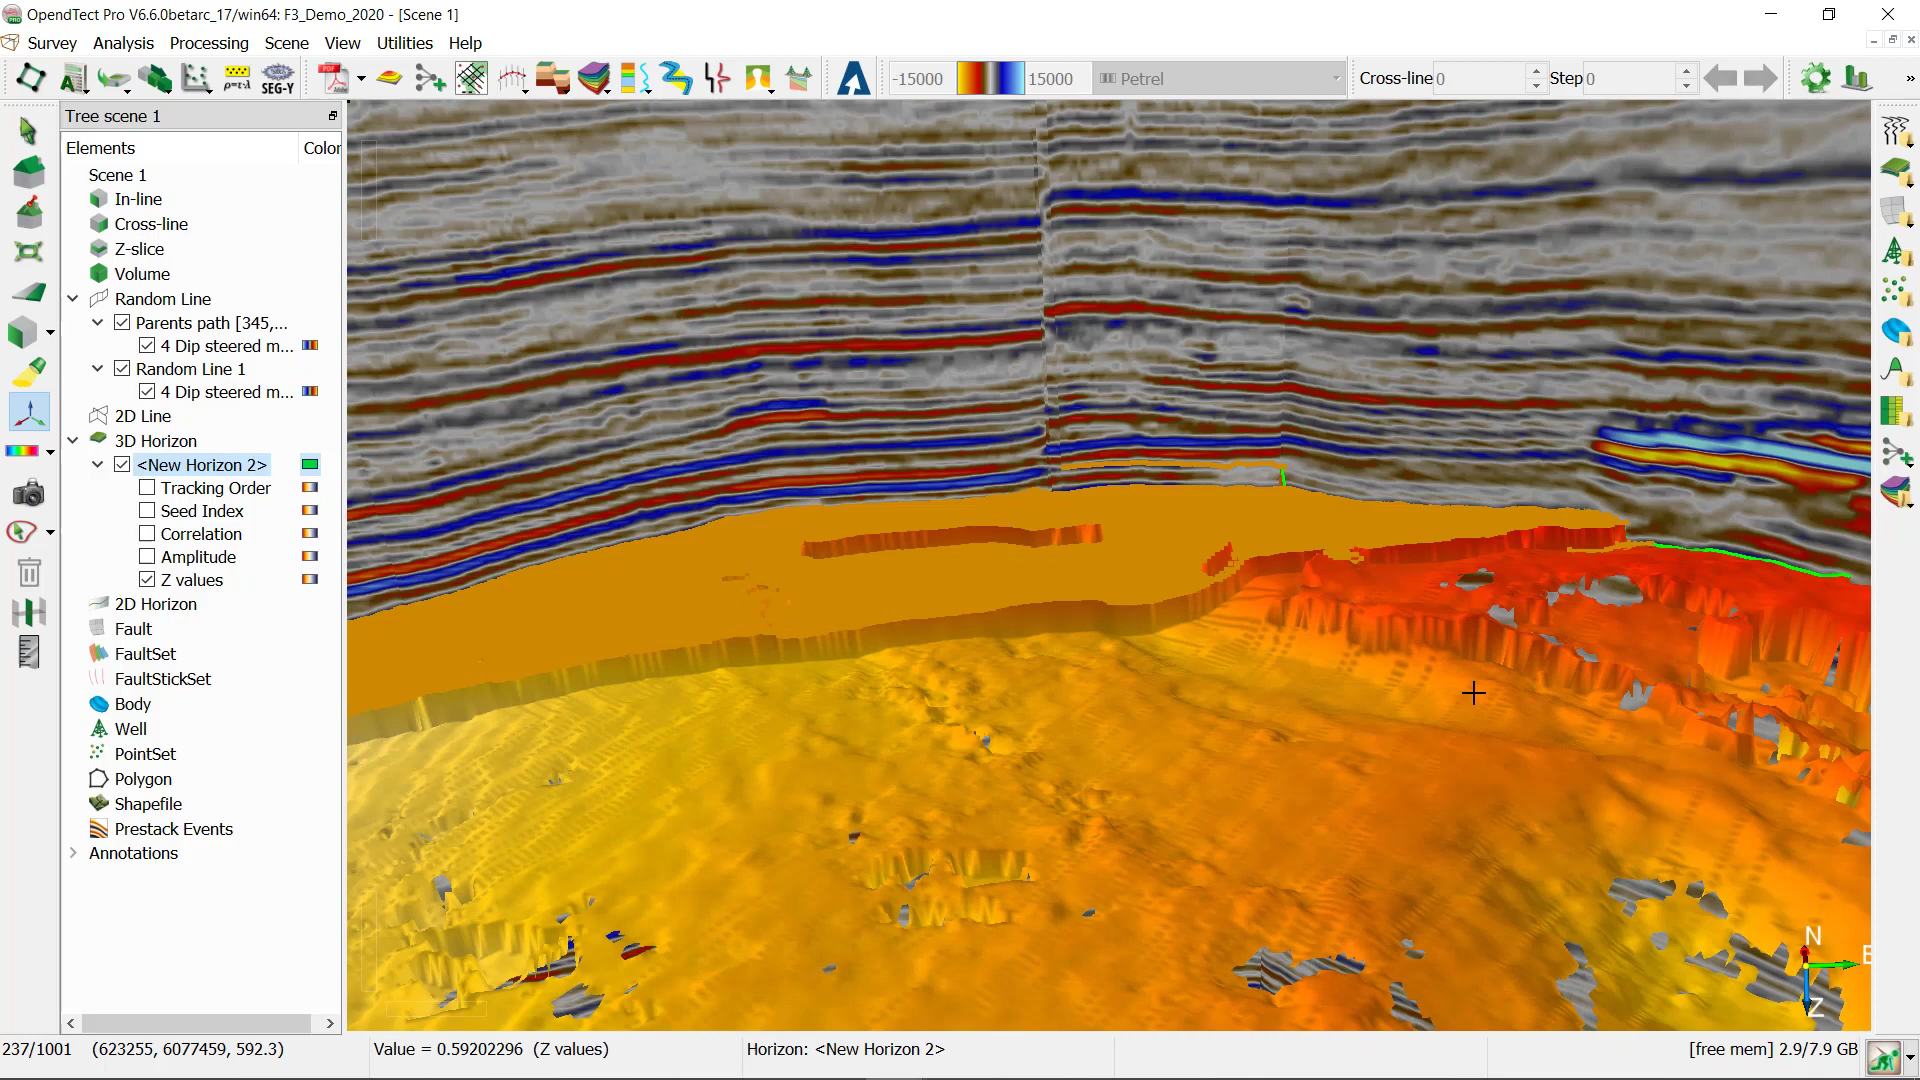 OpendTect Pro V6.6.0betarc_17/win64: F3_Demo_2020 - [Scene 1]
Survey Analysis Processing Scene View Utilities Help
ρ=τ·λ SEG-Y PDF Adobe -15000 15000 Petrel Cross-line 0 Step 0 »
Tree scene 1
Elements Color
Scene 1
In-line
Cross-line
Z-slice
Volume
Random Line
Parents path [345,...
4 Dip steered m...
Random Line 1
4 Dip steered m...
2D Line
3D Horizon
<New Horizon 2>
Tracking Order
Seed Index
Correlation
Amplitude
Z values
2D Horizon
Fault
FaultSet
FaultStickSet
Body
Well
PointSet
Polygon
Shapefile
Prestack Events
Annotations
N
E
Z
237/1001 (623255, 6077459, 592.3) Value = 0.59202296 (Z values) Horizon: <New Horizon 2> [free mem] 2.9/7.9 GB